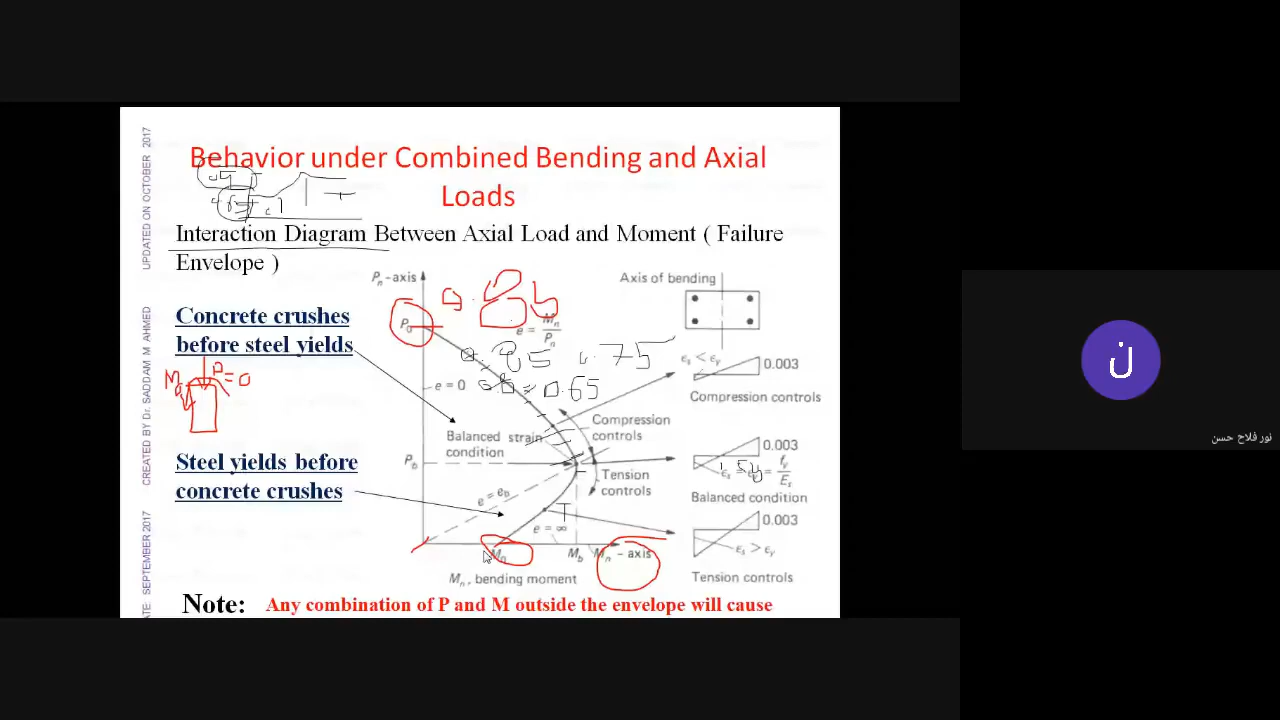 Behavior under Combined Bending and Axial
Loads
Interaction Diagram Between Axial Load and Moment ( Failure
Envelope )
Pn-axis
Axis of bending
Concrete crushes
before steel yields
P0
e = Mn/Pn
e = 0
εs < εy
0.003
Compression controls
0.75
0.65
M
P=0
Balanced strain
condition
Compression
controls
Pb
0.003
εs = εy = fy/Es
Balanced condition
Steel yields before
concrete crushes
Tension
controls
e = eb
T
e = ∞
0.003
εs > εy
Tension controls
Mb
Mn - axis
Mn, bending moment
Note: Any combination of P and M outside the envelope will cause
UPDATED ON OCTOBER 2017
CREATED BY Dr. SADDAM M AHMED
ATE: SEPTEMBER 2017
ن
نور فلاح حسن